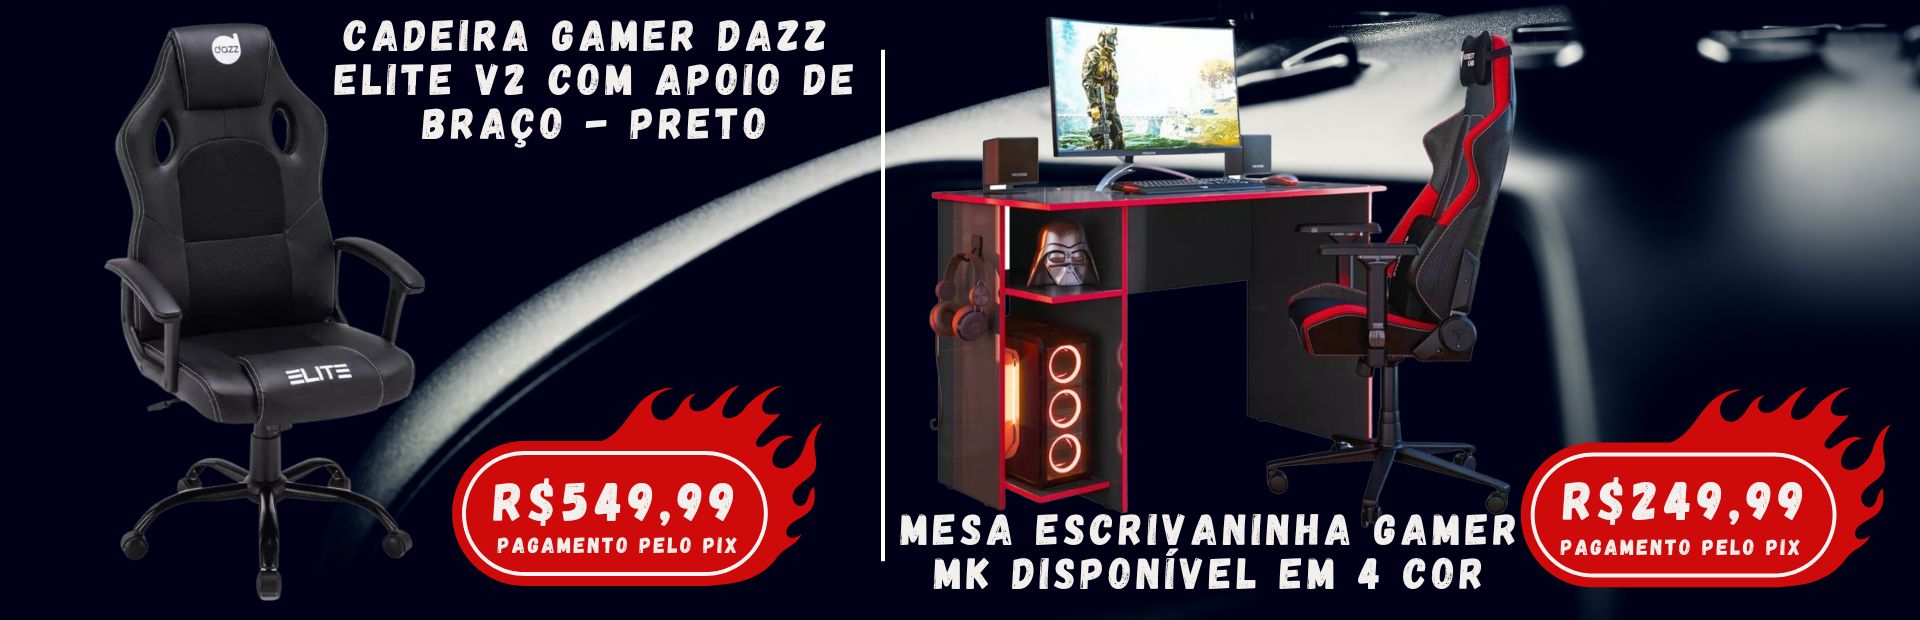 CADEIRA GAMER DAZZ
ELITE V2 COM APOIO DE
BRAÇO - PRETO
dazz
ELITE
R$549,99
PAGAMENTO PELO PIX
MESA ESCRIVANINHA GAMER
MK DISPONÍVEL EM 4 COR
R$249,99
PAGAMENTO PELO PIX